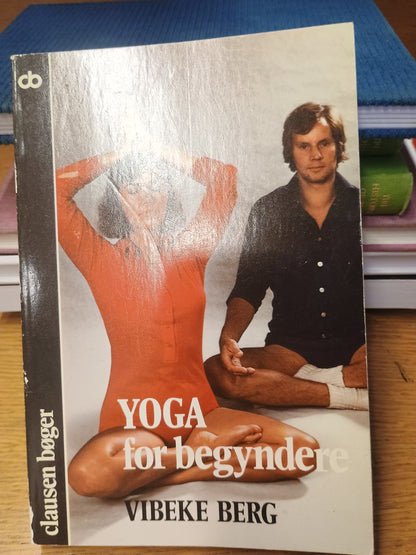 cb
clausen bøger
YOGA
for begyndere
VIBEKE BERG